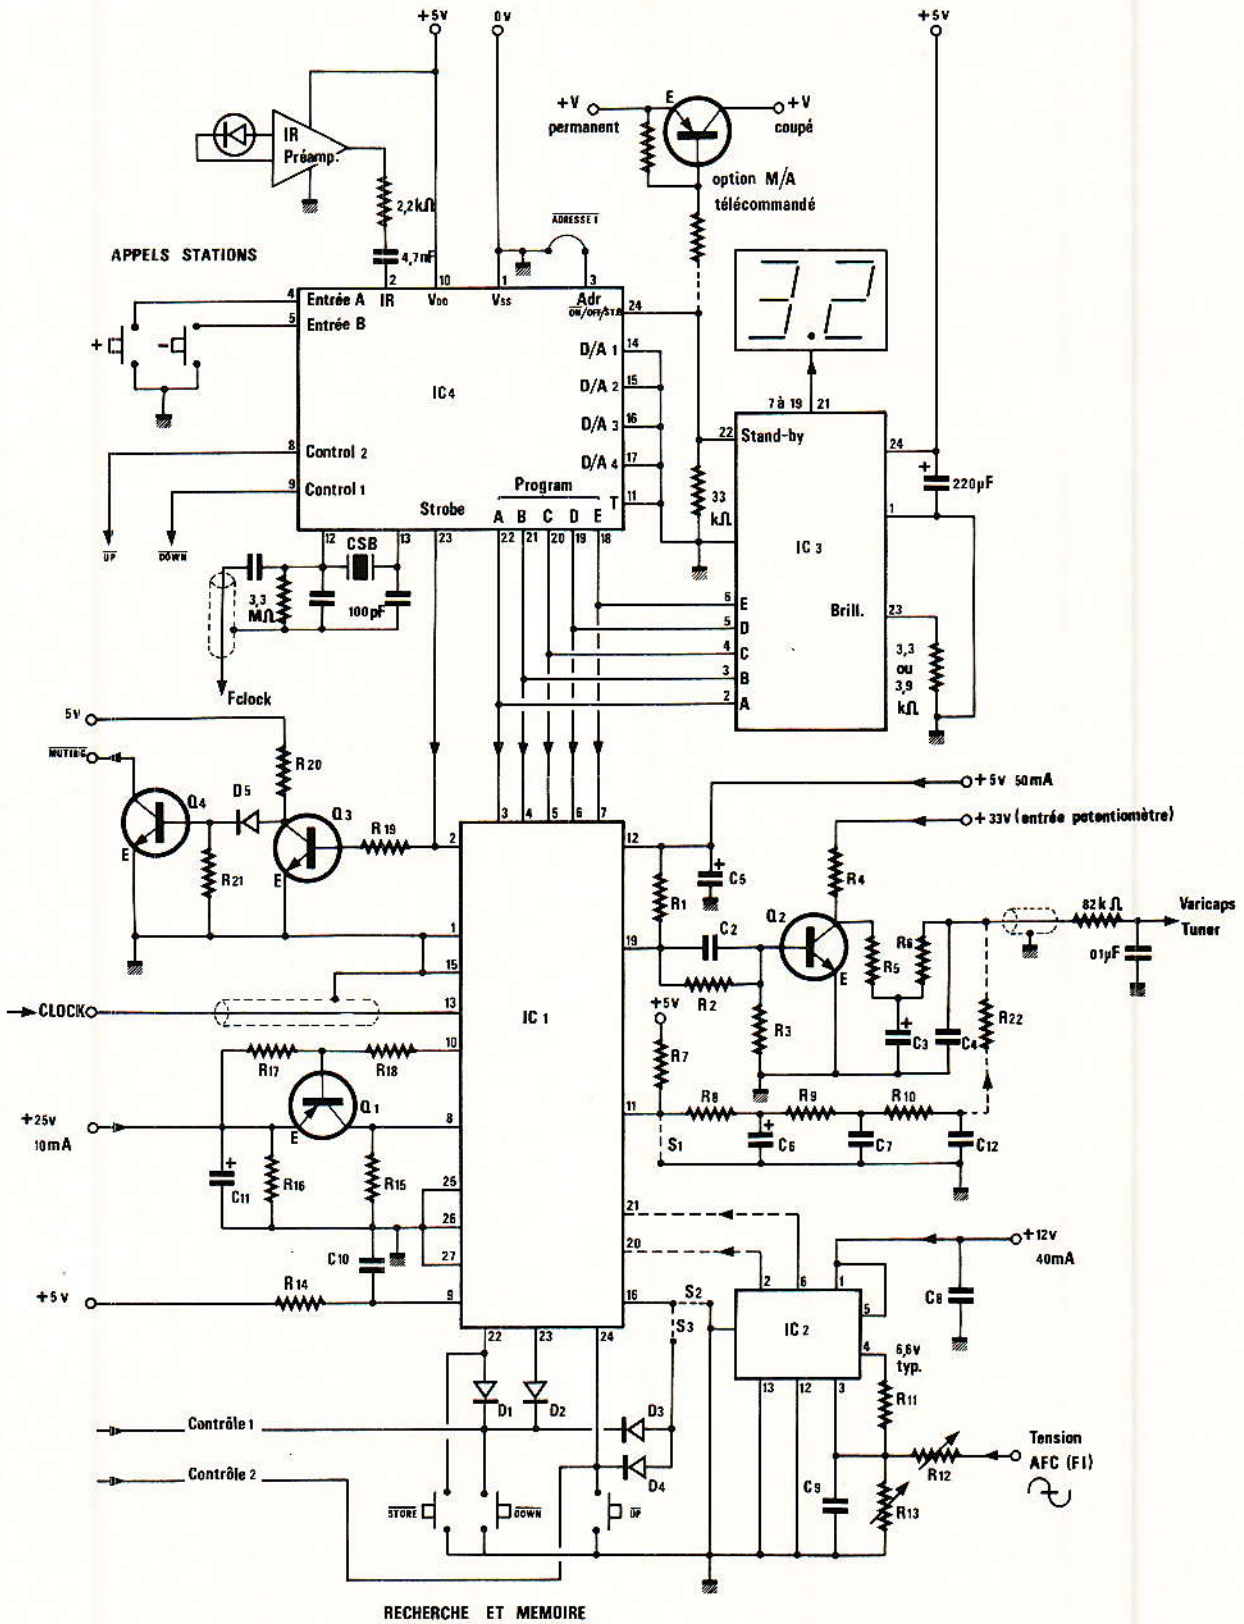 +5V
0V
+5V
+V
permanent
E
+V
coupé
IR
Préamp.
2,2kΩ
option M/A
télécommandé
ADRESSE 1
APPELS STATIONS
4,7nF
2
10
1
3
4
Entrée A
IR
VDD
VSS
Adr
ON/OFF/ST.B
24
5
Entrée B
+
-
D/A 1
14
3.2
IC4
D/A 2
15
7 à 19
21
D/A 3
16
22
Stand-by
8
Control 2
D/A 4
17
24
+
220µF
9
Control 1
Program
T
11
33
kΩ
Strobe
A
B
C
D
E
1
UP
DOWN
12
CSB
13
23
22
21
20
19
18
IC 3
3,3
MΩ
100pF
6
E
Brill.
23
5
D
4
C
3,3
ou
3,9
kΩ
3
B
2
A
Fclock
5V
MUTING
R20
Q4
D5
Q3
+5V 50mA
3
4
5
6
7
+33V (entrée potentiomètre)
R19
2
12
E
R21
E
R1
+
C5
R4
82kΩ
Varicaps
Tuner
C2
Q2
1
19
R5
R6
01µF
15
R2
E
CLOCK
13
IC 1
+5V
R3
+
C3
C4
R22
R17
R18
10
R7
+25V
10mA
Q1
E
8
11
R8
R9
R10
S1
+
C6
C7
C12
+
C11
R16
R15
25
26
27
21
20
+12V
40mA
C10
2
6
1
C8
+5V
R14
9
16
S2
5
S3
IC 2
4
6,6V
typ.
22
23
24
13
12
3
R11
D1
D2
D3
Contrôle 1
Tension
AFC (FI)
R12
Contrôle 2
D4
C9
R13
STORE
DOWN
UP
RECHERCHE ET MEMOIRE